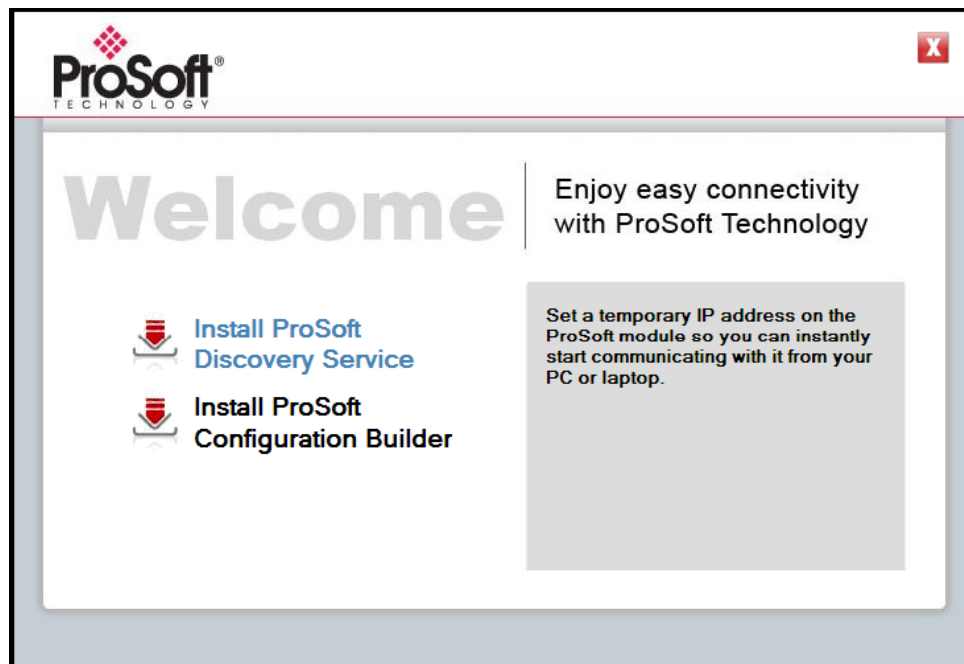 ProSoft®
TECHNOLOGY
X
Welcome
Enjoy easy connectivity
with ProSoft Technology
Install ProSoft
Discovery Service
Install ProSoft
Configuration Builder
Set a temporary IP address on the
ProSoft module so you can instantly
start communicating with it from your
PC or laptop.